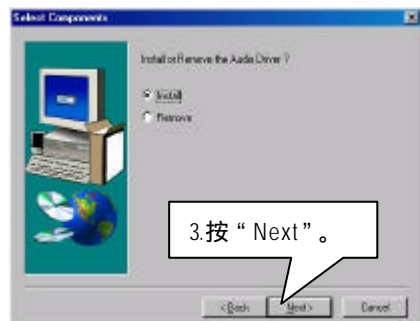 Select Components
Install or Remove the Audio Driver ?
Install
Remove
3.按“Next”。
<Back
Next>
Cancel